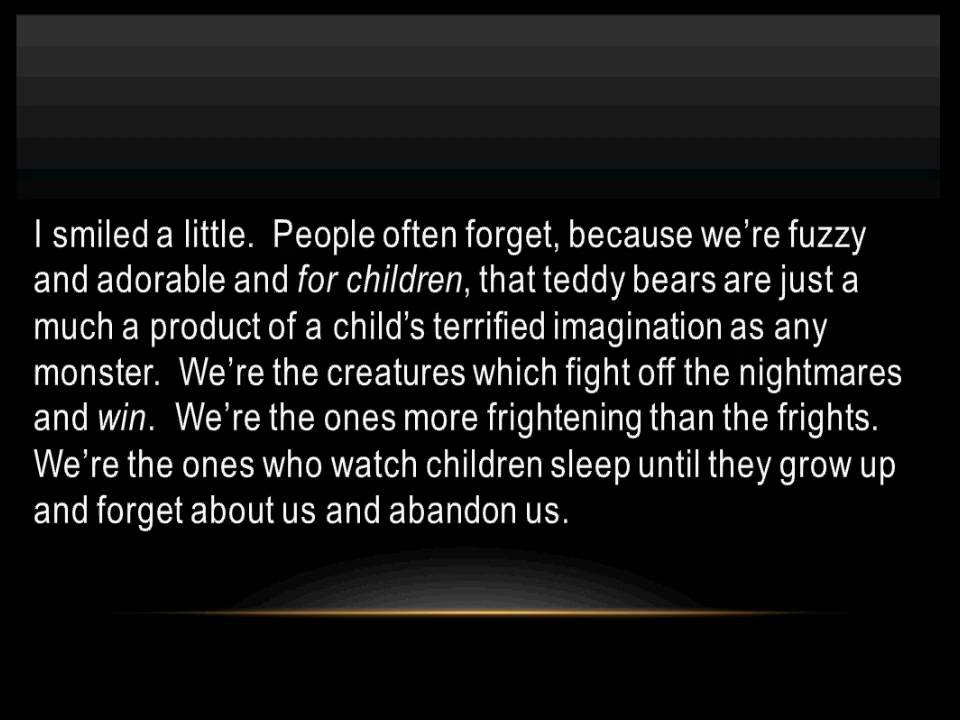 I smiled a little.  People often forget, because we’re fuzzy
and adorable and for children, that teddy bears are just a
much a product of a child’s terrified imagination as any
monster.  We’re the creatures which fight off the nightmares
and win.  We’re the ones more frightening than the frights.
We’re the ones who watch children sleep until they grow up
and forget about us and abandon us.